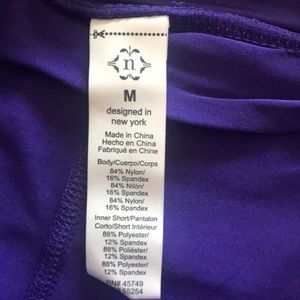 n
M
designed in
new york
Made in China
Hecho en China
Fabriqué en Chine
Body/Cuerpo/Corps
84% Nylon/
16% Spandex
84% Nilón/
16% Spandex
84% Nylon/
16% Spandex
Inner Short/Pantalon
Corto/Short Intérieur
88% Polyester/
12% Spandex
88% Poliéster/
12% Spandex
88% Polyester/
12% Spandex
RN# 45749
55254